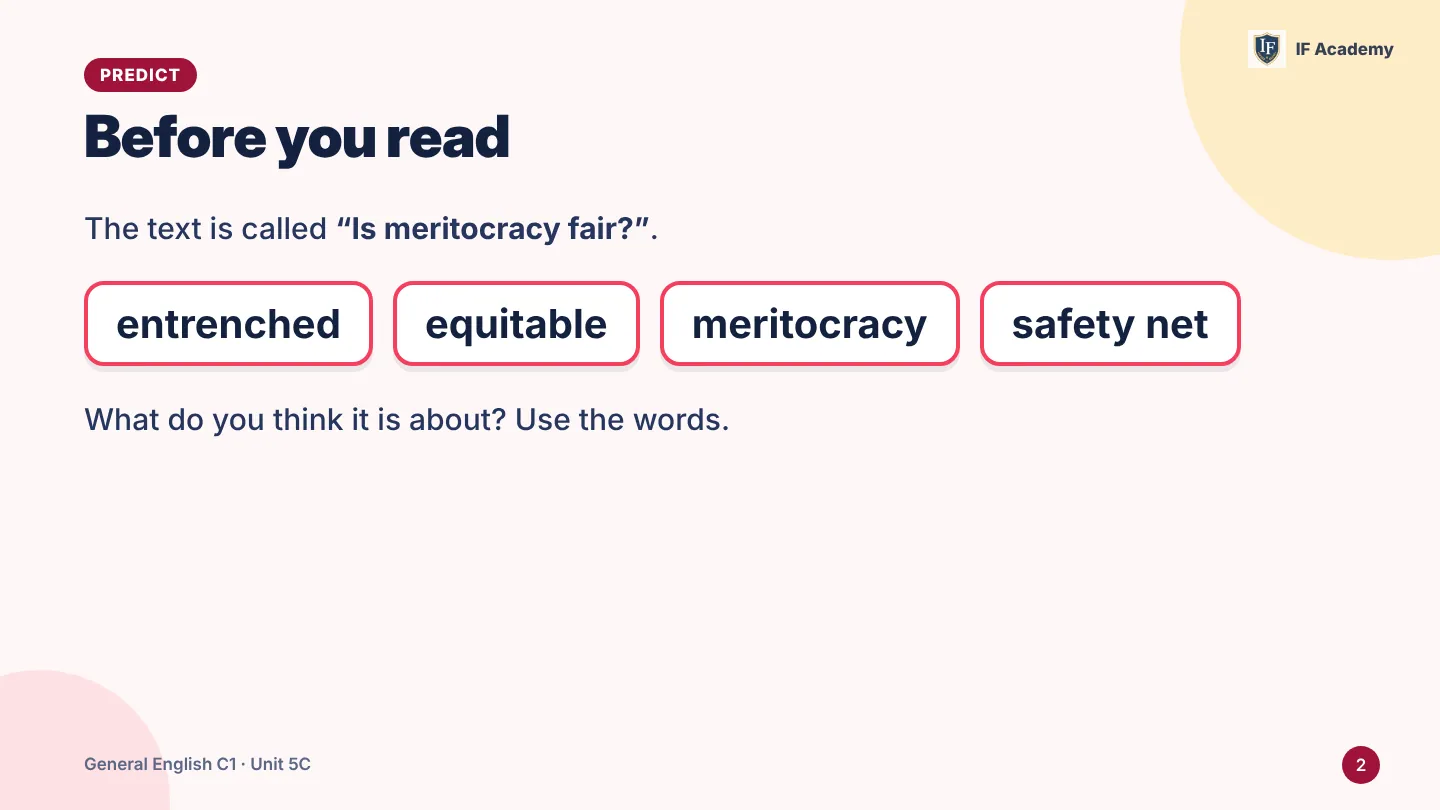 IF
IF Academy
PREDICT
Before you read
The text is called “Is meritocracy fair?”.
entrenched equitable meritocracy safety net
What do you think it is about? Use the words.
General English C1 · Unit 5C
2